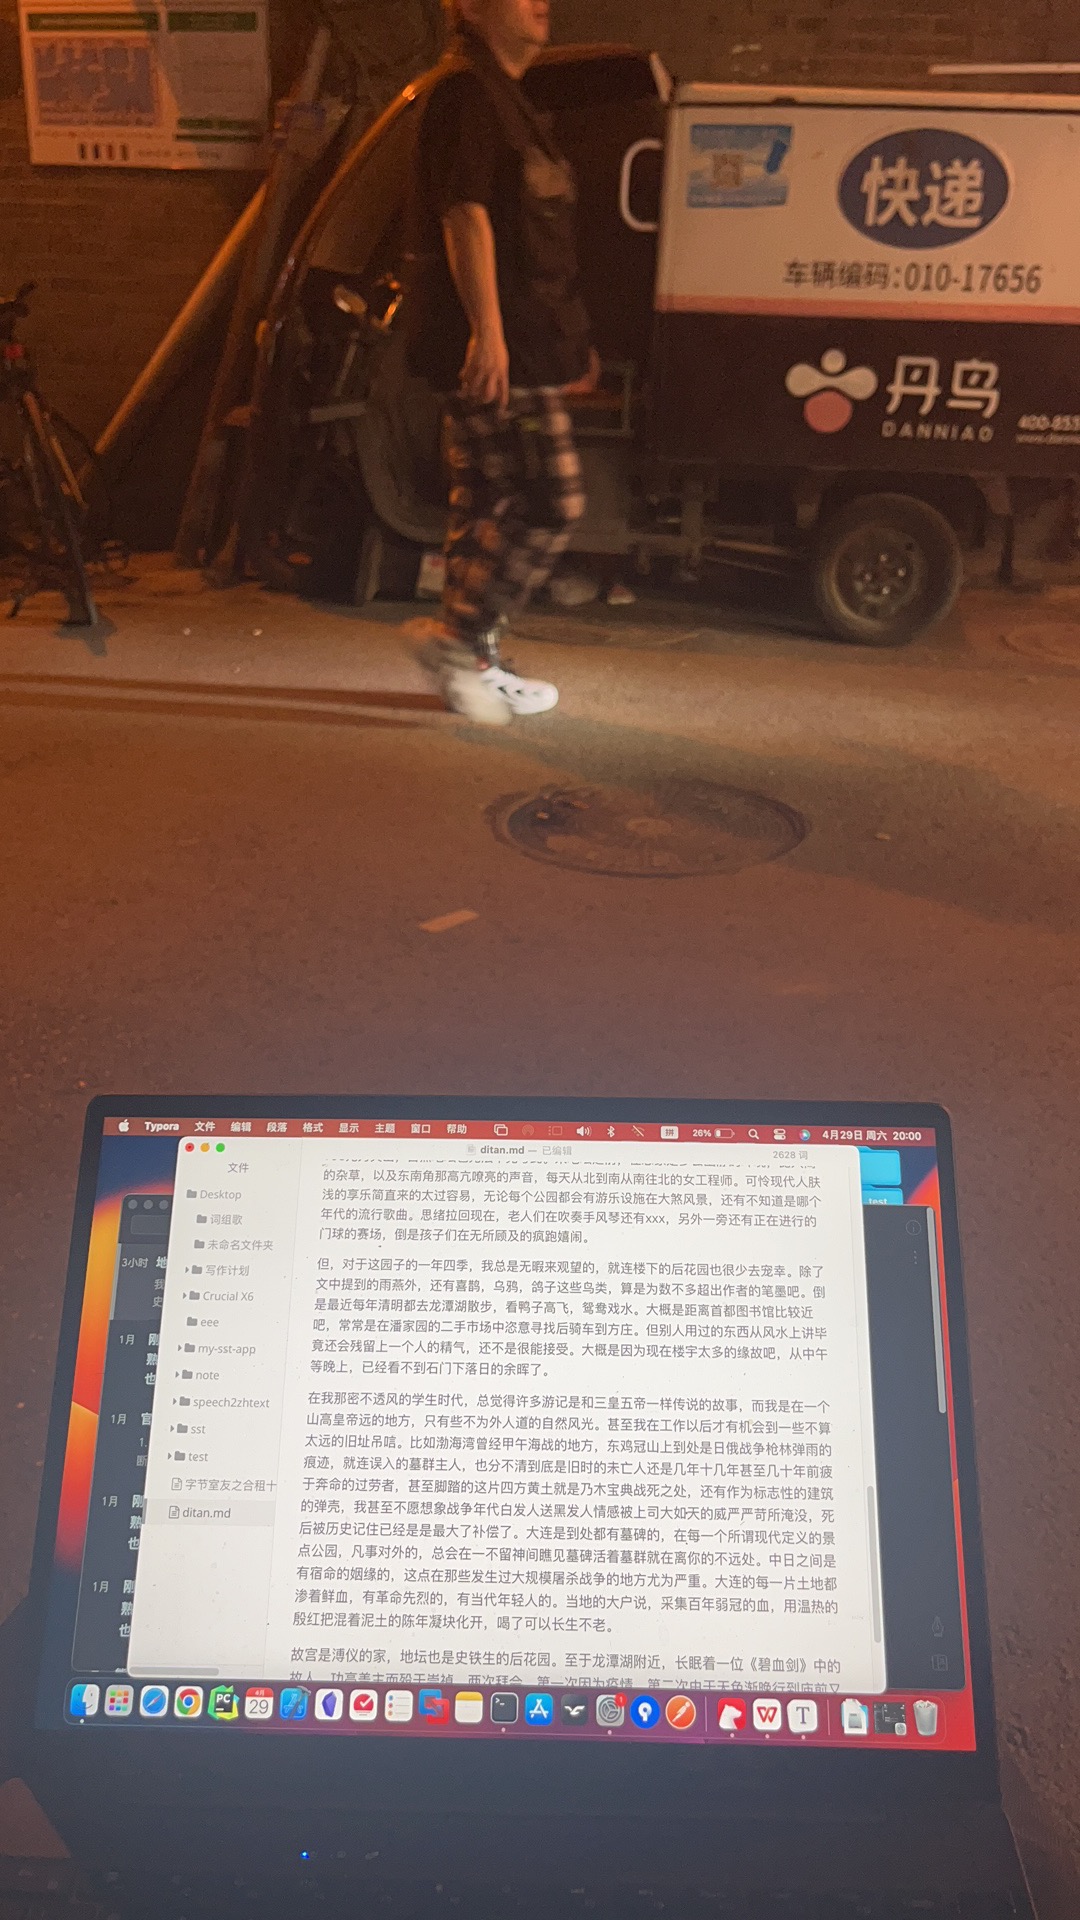 快递
车辆编码:010-17656
丹鸟
DANNIAO
Typora 文件 编辑 段落 格式 显示 主题 窗口 帮助 26% 4月29日 周六 20:00
ditan.md — 已编辑
2628 词
文件
Desktop
词组歌
未命名文件夹
写作计划
Crucial X6
eee
my-sst-app
note
speech2zhtext
sst
test
字节室友之合租十
ditan.md
的杂草，以及东南角那高亢嘹亮的声音，每天从北到南从南往北的女工程师。可怜现代人肤
浅的享乐简直来的太过容易，无论每个公园都会有游乐设施在大煞风景，还有不知道是哪个
年代的流行歌曲。思绪拉回现在，老人们在吹奏手风琴还有xxx，另外一旁还有正在进行的
门球的赛场，倒是孩子们在无所顾及的疯跑嬉闹。
但，对于这园子的一年四季，我总是无暇来观望的，就连楼下的后花园也很少去宠幸。除了
文中提到的雨燕外，还有喜鹊，乌鸦，鸽子这些鸟类，算是为数不多超出作者的笔墨吧。倒
是最近每年清明都去龙潭湖散步，看鸭子高飞，鸳鸯戏水。大概是距离首都图书馆比较近
吧，常常是在潘家园的二手市场中恣意寻找后骑车到方庄。但别人用过的东西从风水上讲毕
竟还会残留上一个人的精气，还不是很能接受。大概是因为现在楼宇太多的缘故吧，从中午
等晚上，已经看不到石门下落日的余晖了。
在我那密不透风的学生时代，总觉得许多游记是和三皇五帝一样传说的故事，而我是在一个
山高皇帝远的地方，只有些不为外人道的自然风光。甚至我在工作以后才有机会到一些不算
太远的旧址吊唁。比如渤海湾曾经甲午海战的地方，东鸡冠山上到处是日俄战争枪林弹雨的
痕迹，就连误入的墓群主人，也分不清到底是旧时的未亡人还是几年十几年甚至几十年前疲
于奔命的过劳者，甚至脚踏的这片四方黄土就是乃木宝典战死之处，还有作为标志性的建筑
的弹壳，我甚至不愿想象战争年代白发人送黑发人情感被上司大如天的威严严苛所淹没，死
后被历史记住已经是是最大了补偿了。大连是到处都有墓碑的，在每一个所谓现代定义的景
点公园，凡事对外的，总会在一不留神间瞧见墓碑活着墓群就在离你的不远处。中日之间是
有宿命的姻缘的，这点在那些发生过大规模屠杀战争的地方尤为严重。大连的每一片土地都
渗着鲜血，有革命先烈的，有当代年轻人的。当地的大户说，采集百年弱冠的血，用温热的
殷红把混着泥土的陈年凝块化开，喝了可以长生不老。
故宫是溥仪的家，地坛也是史铁生的后花园。至于龙潭湖附近，长眠着一位《碧血剑》中的
test
3小时
1月
1月
1月
1月
4月
29